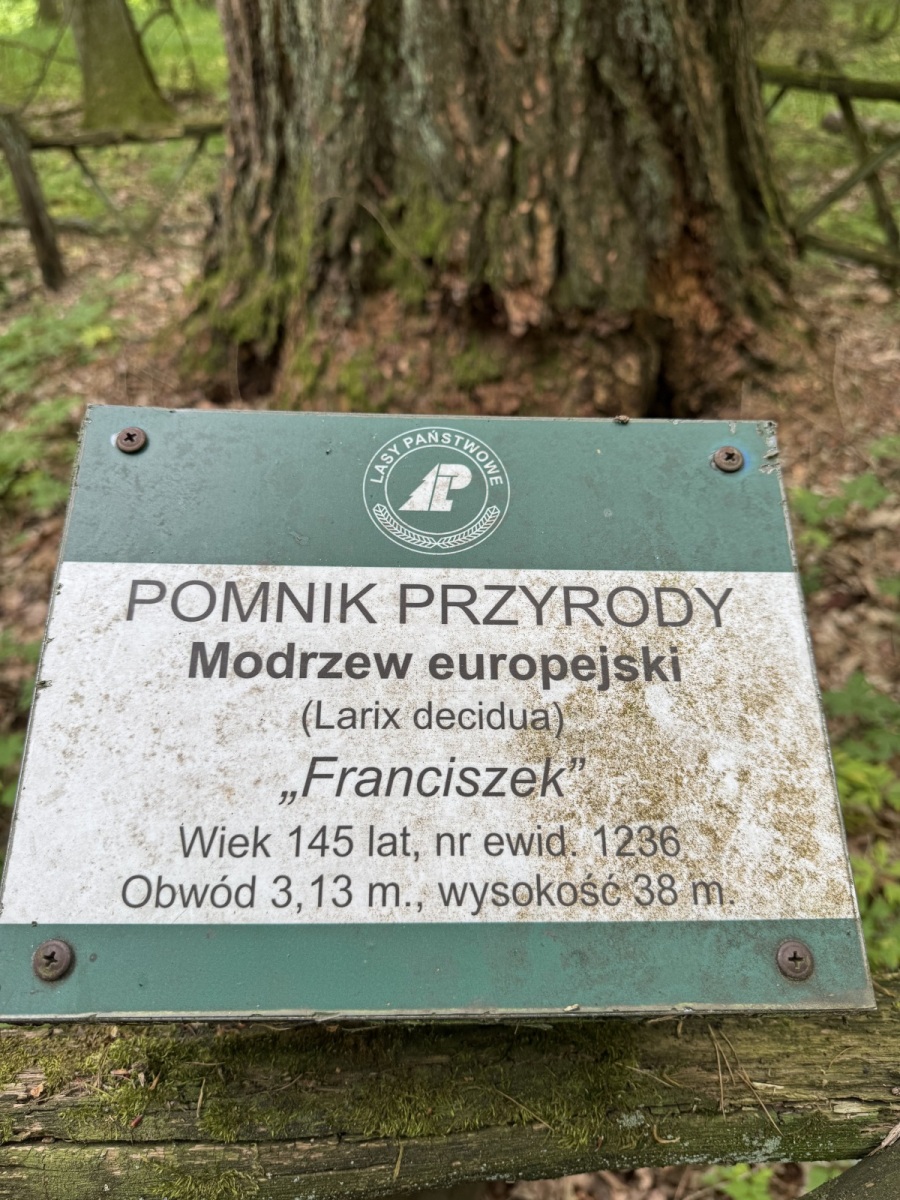 LASY PAŃSTWOWE
POMNIK PRZYRODY
Modrzew europejski
(Larix decidua)
„Franciszek”
Wiek 145 lat, nr ewid. 1236
Obwód 3,13 m., wysokość 38 m.